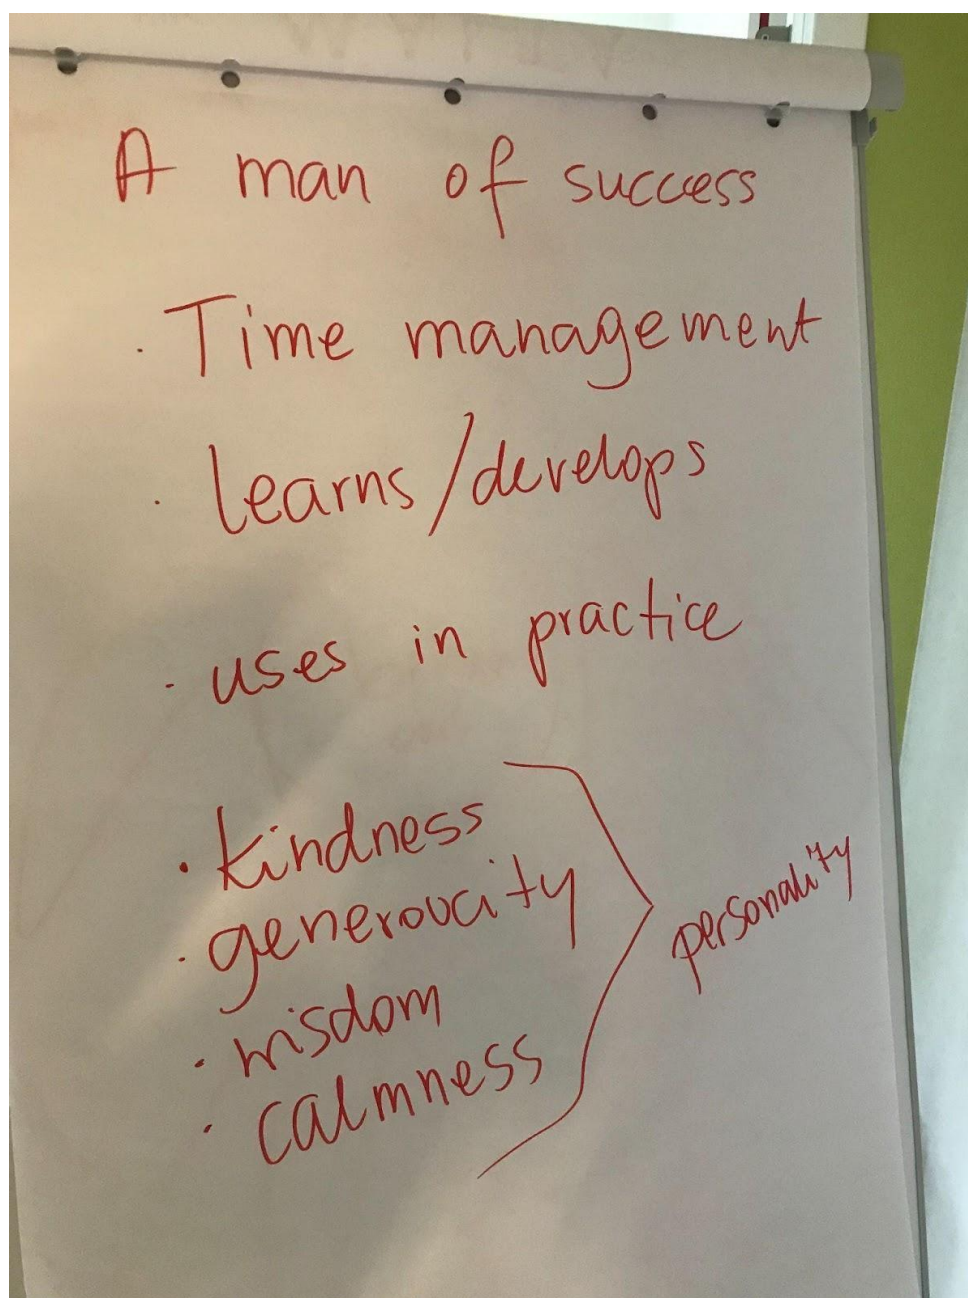 A man of success
· Time management
· learns/develops
· uses in practice
· kindness
· generoucity
· wisdom
· calmness
personality